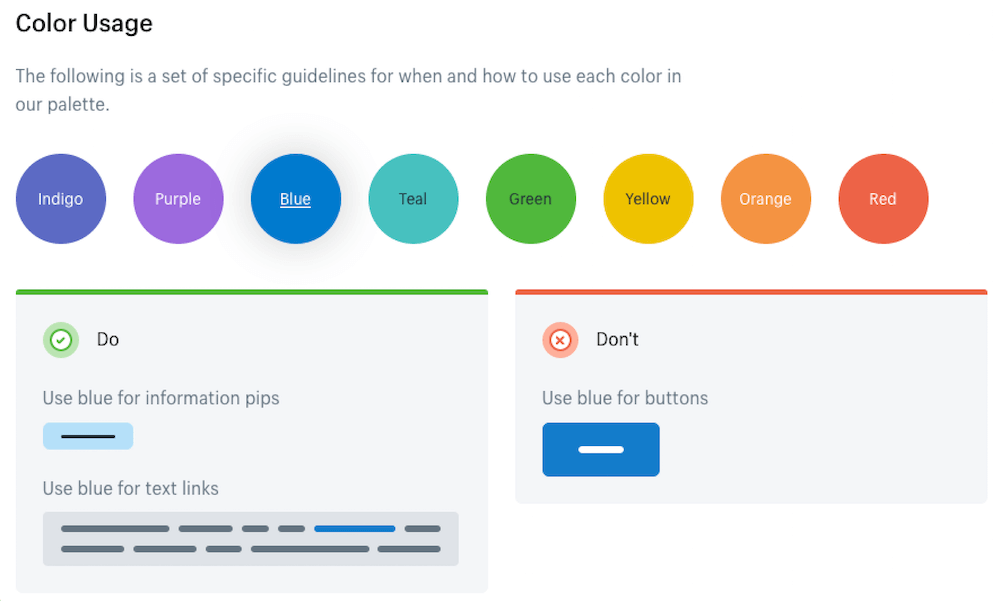 Color Usage
The following is a set of specific guidelines for when and how to use each color in
our palette.
Indigo
Purple
Blue
Teal
Green
Yellow
Orange
Red
Do
Use blue for information pips
Use blue for text links
Don't
Use blue for buttons